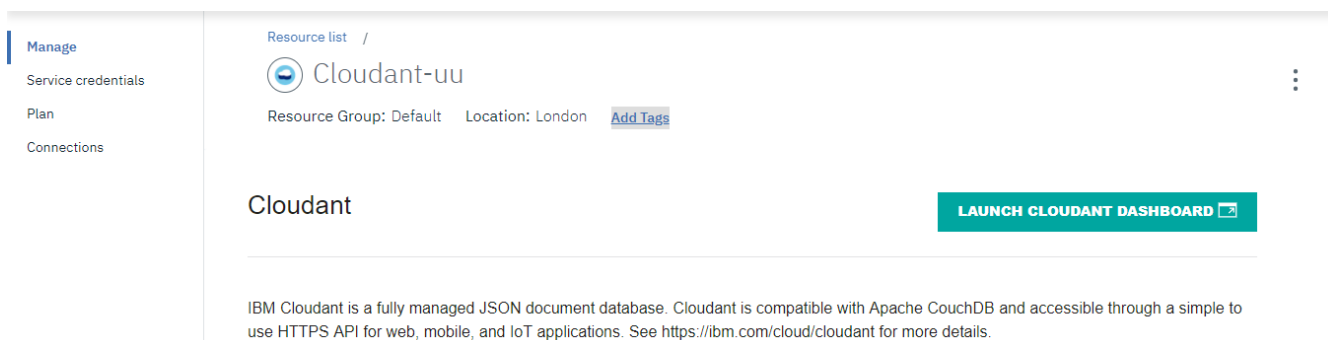 Manage
Service credentials
Plan
Connections
Resource list /
Cloudant-uu
Resource Group: Default Location: London Add Tags
Cloudant
LAUNCH CLOUDANT DASHBOARD
IBM Cloudant is a fully managed JSON document database. Cloudant is compatible with Apache CouchDB and accessible through a simple to
use HTTPS API for web, mobile, and IoT applications. See https://ibm.com/cloud/cloudant for more details.